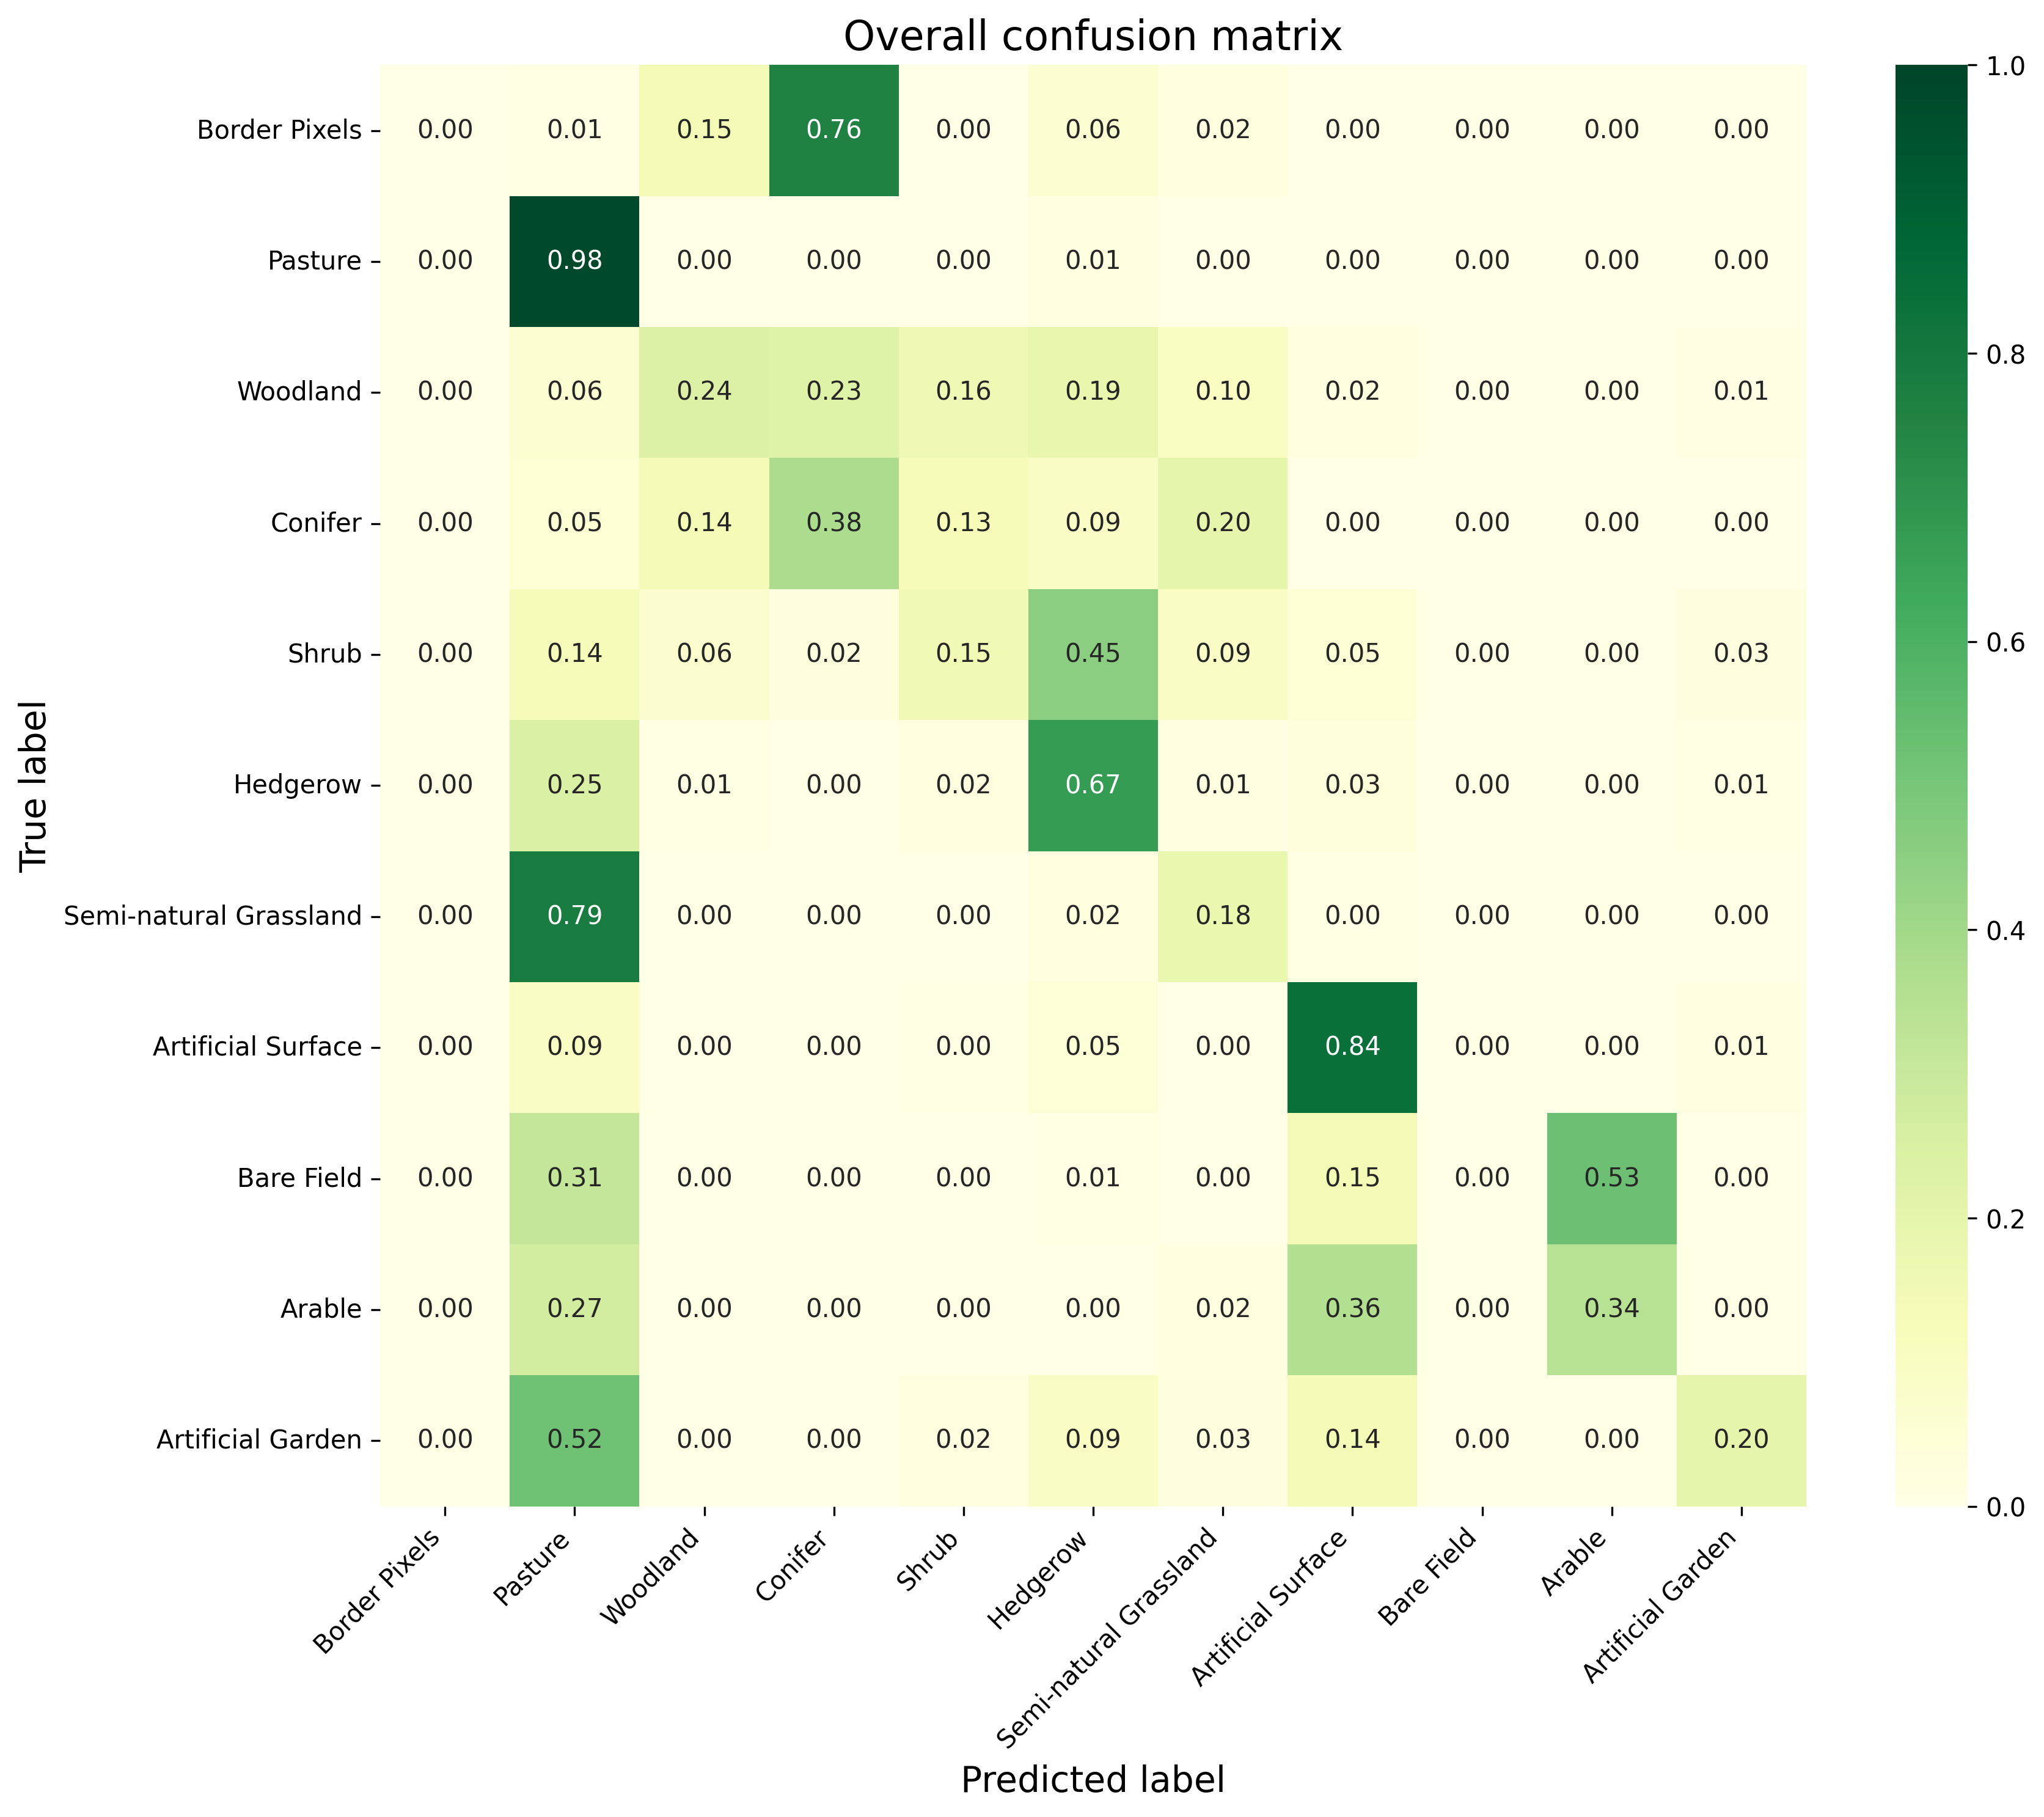 Overall confusion matrix
True label
Border Pixels 0.00 0.01 0.15 0.76 0.00 0.06 0.02 0.00 0.00 0.00 0.00
Pasture 0.00 0.98 0.00 0.00 0.00 0.01 0.00 0.00 0.00 0.00 0.00
Woodland 0.00 0.06 0.24 0.23 0.16 0.19 0.10 0.02 0.00 0.00 0.01
Conifer 0.00 0.05 0.14 0.38 0.13 0.09 0.20 0.00 0.00 0.00 0.00
Shrub 0.00 0.14 0.06 0.02 0.15 0.45 0.09 0.05 0.00 0.00 0.03
Hedgerow 0.00 0.25 0.01 0.00 0.02 0.67 0.01 0.03 0.00 0.00 0.01
Semi-natural Grassland 0.00 0.79 0.00 0.00 0.00 0.02 0.18 0.00 0.00 0.00 0.00
Artificial Surface 0.00 0.09 0.00 0.00 0.00 0.05 0.00 0.84 0.00 0.00 0.01
Bare Field 0.00 0.31 0.00 0.00 0.00 0.01 0.00 0.15 0.00 0.53 0.00
Arable 0.00 0.27 0.00 0.00 0.00 0.00 0.02 0.36 0.00 0.34 0.00
Artificial Garden 0.00 0.52 0.00 0.00 0.02 0.09 0.03 0.14 0.00 0.00 0.20
Border Pixels
Pasture
Woodland
Conifer
Shrub
Hedgerow
Semi-natural Grassland
Artificial Surface
Bare Field
Arable
Artificial Garden
Predicted label
1.0
0.8
0.6
0.4
0.2
0.0